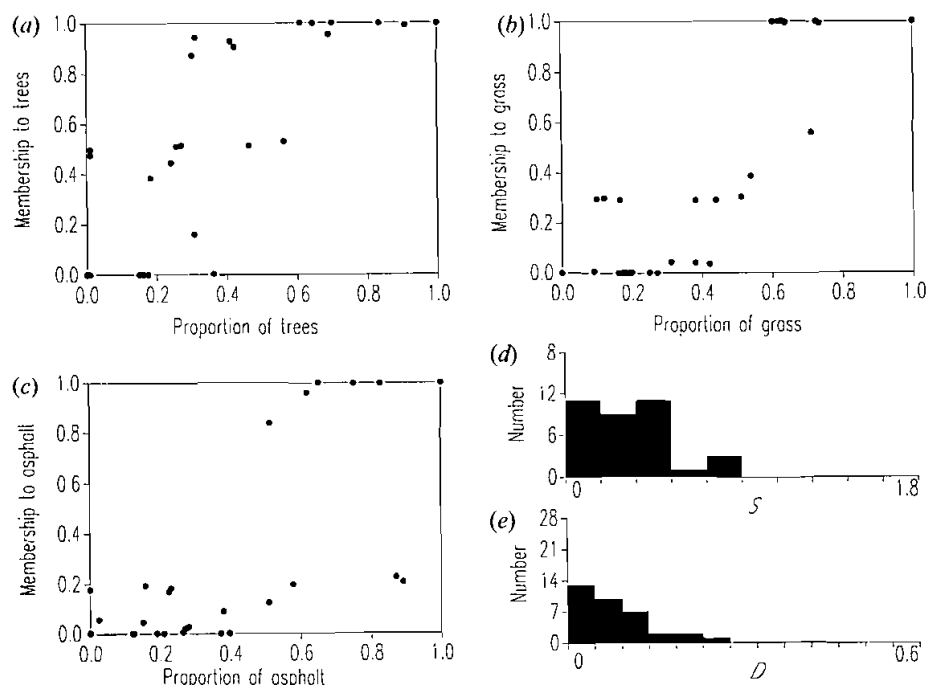 (a)
Membership to trees
1.0
0.8
0.6
0.4
0.2
0.0
0.0 0.2 0.4 0.6 0.8 1.0
Proportion of trees
(b)
Membership to grass
1.0
0.8
0.6
0.4
0.2
0.0
0.0 0.2 0.4 0.6 0.8 1.0
Proportion of grass
(c)
Membership to asphalt
1.0
0.8
0.6
0.4
0.2
0.0
0.0 0.2 0.4 0.6 0.8 1.0
Proportion of asphalt
(d)
Number
8
12
6
0
0 1.8
S
(e)
Number
28
21
14
7
0
0 0.6
D